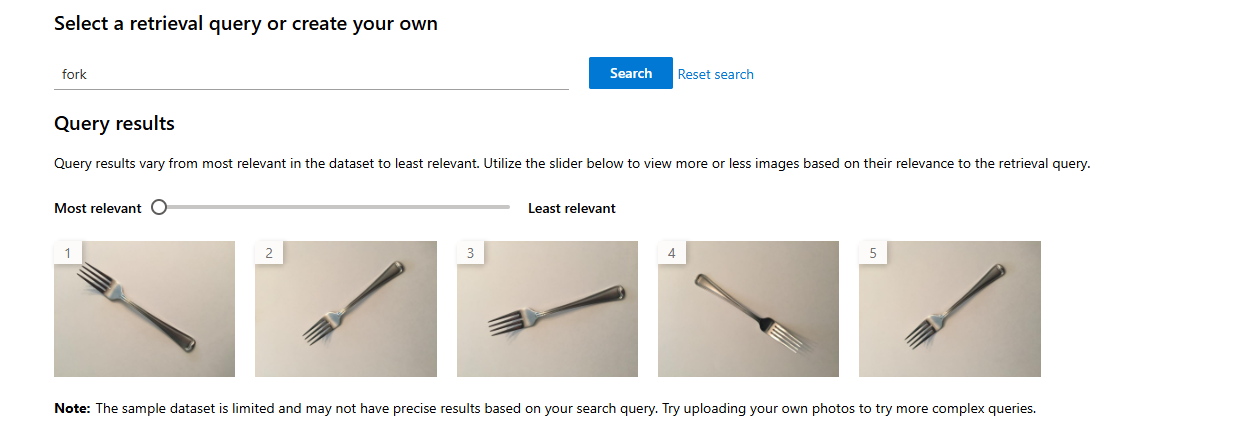 Select a retrieval query or create your own
fork
Search
Reset search
Query results
Query results vary from most relevant in the dataset to least relevant. Utilize the slider below to view more or less images based on their relevance to the retrieval query.
Most relevant
Least relevant
1
2
3
4
5
Note: The sample dataset is limited and may not have precise results based on your search query. Try uploading your own photos to try more complex queries.